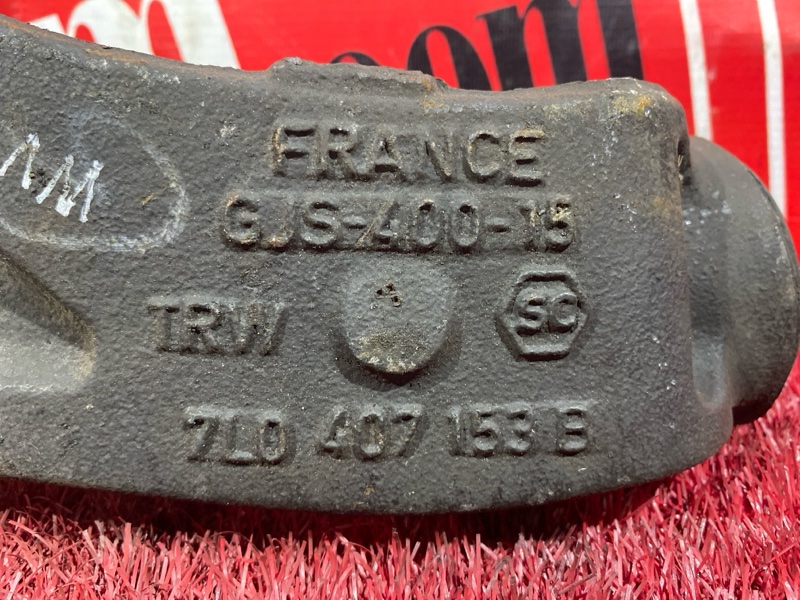 FRANCE
GJS-400-15
TRW
SC
7L0 407 153 B